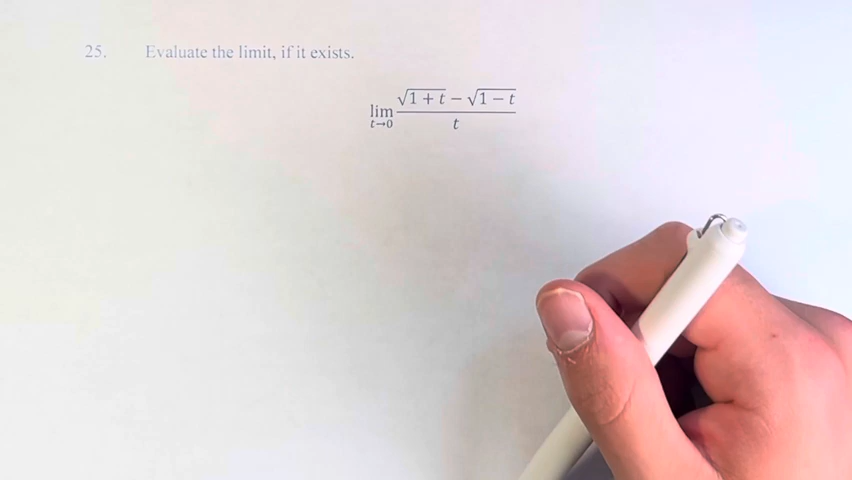 25. Evaluate the limit, if it exists.
lim t→0 (√(1 + t) − √(1 − t)) / t